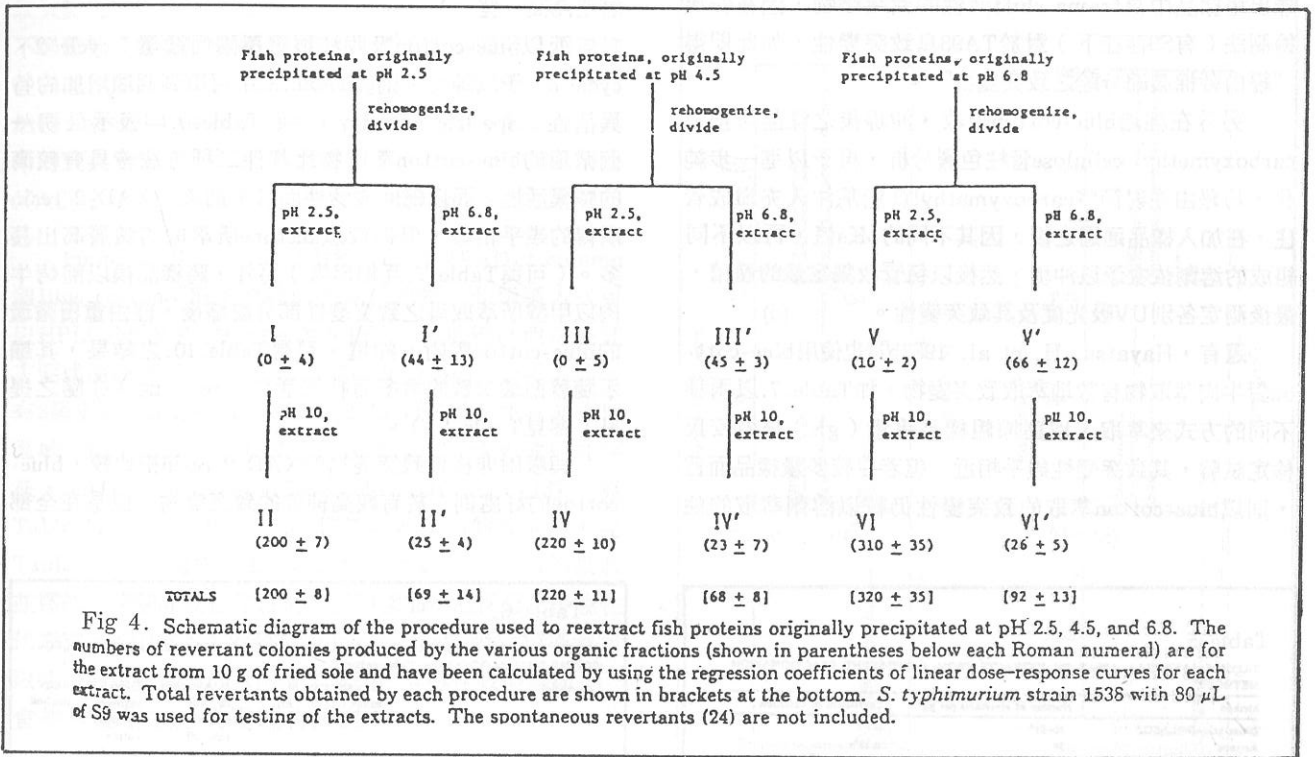 Fish proteins, originally precipitated at pH 2.5
Fish proteins, originally precipitated at pH 4.5
Fish proteins, originally precipitated at pH 6.8
rehomogenize, divide
rehomogenize, divide
rehomogenize, divide
pH 2.5, extract
pH 6.8, extract
pH 2.5, extract
pH 6.8, extract
pH 2.5, extract
pH 6.8, extract
I I' III III' V V'
(0 ± 4) (44 ± 13) (0 ± 5) (45 ± 3) (10 ± 2) (66 ± 12)
pH 10, extract
pH 10, extract
pH 10, extract
pH 10, extract
pH 10, extract
pH 10, extract
II II' IV IV' VI VI'
(200 ± 7) (25 ± 4) (220 ± 10) (23 ± 7) (310 ± 35) (26 ± 5)
TOTALS [200 ± 8] [69 ± 14] [220 ± 11] [68 ± 8] [320 ± 35] [92 ± 13]
Fig 4. Schematic diagram of the procedure used to reextract fish proteins originally precipitated at pH 2.5, 4.5, and 6.8. The
numbers of revertant colonies produced by the various organic fractions (shown in parentheses below each Roman numeral) are for
the extract from 10 g of fried sole and have been calculated by using the regression coefficients of linear dose–response curves for each
extract. Total revertants obtained by each procedure are shown in brackets at the bottom. S. typhimurium strain 1538 with 80 μL
of S9 was used for testing of the extracts. The spontaneous revertants (24) are not included.